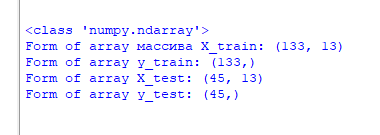 <class 'numpy.ndarray'>
Form of array массива X_train: (133, 13)
Form of array y_train: (133,)
Form of array X_test: (45, 13)
Form of array y_test: (45,)